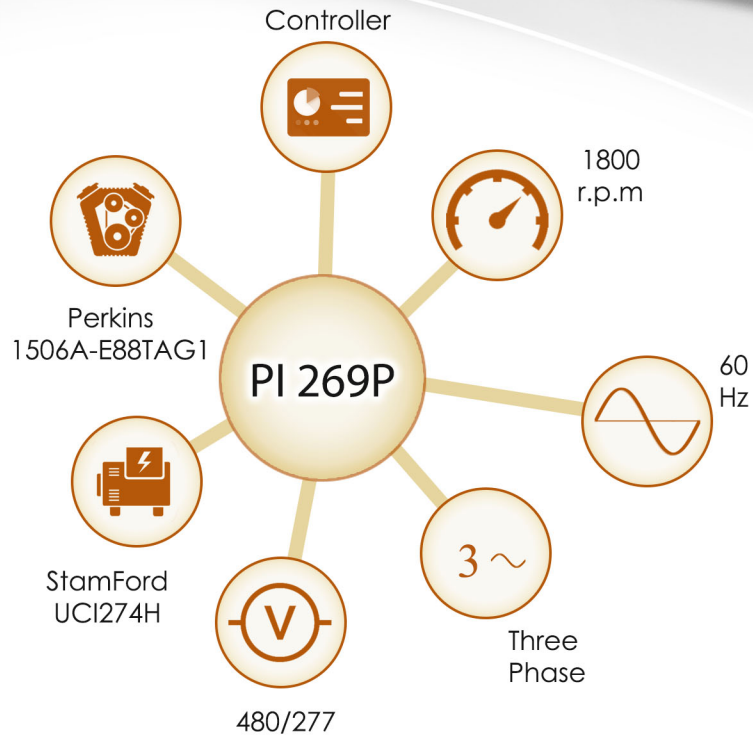 Controller
1800
r.p.m
Perkins
1506A-E88TAG1
PI 269P
60
Hz
StamFord
UCI274H
V
3~
Three
Phase
480/277